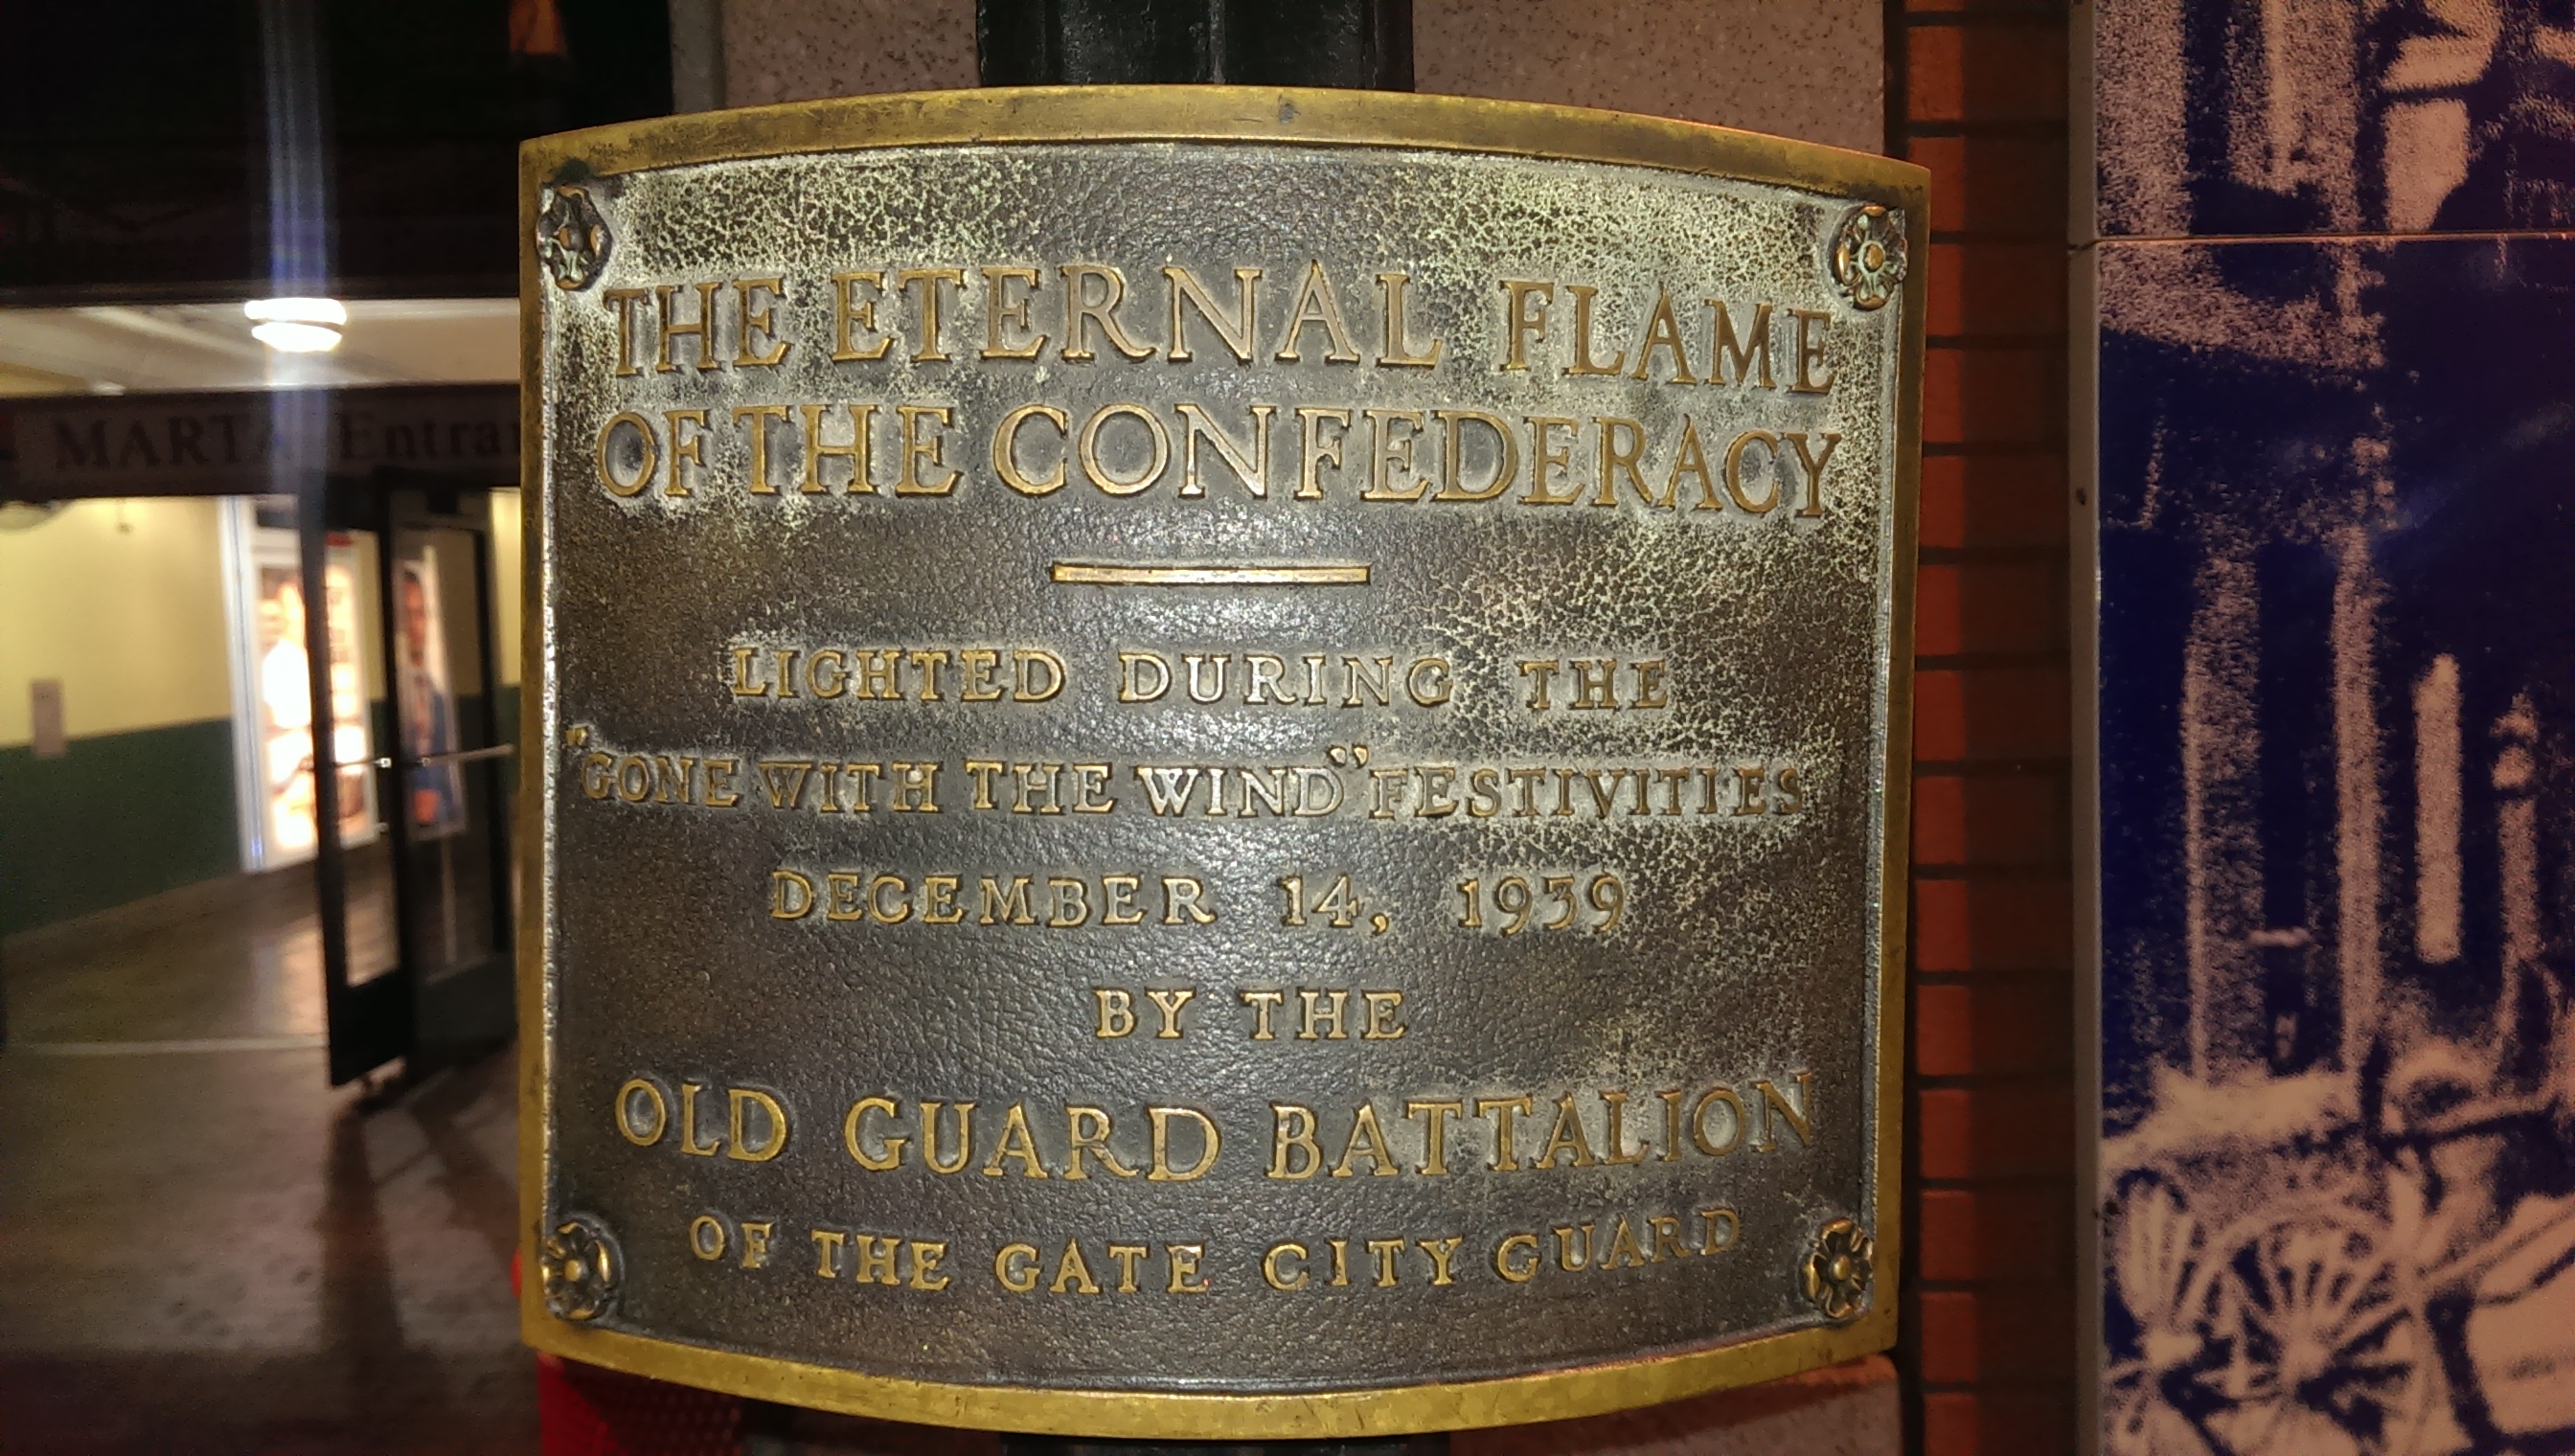 THE ETERNAL FLAME
OF THE CONFEDERACY
LIGHTED DURING THE
"GONE WITH THE WIND" FESTIVITIES
DECEMBER 14, 1939
BY THE
OLD GUARD BATTALION
OF THE GATE CITY GUARD
MARTA